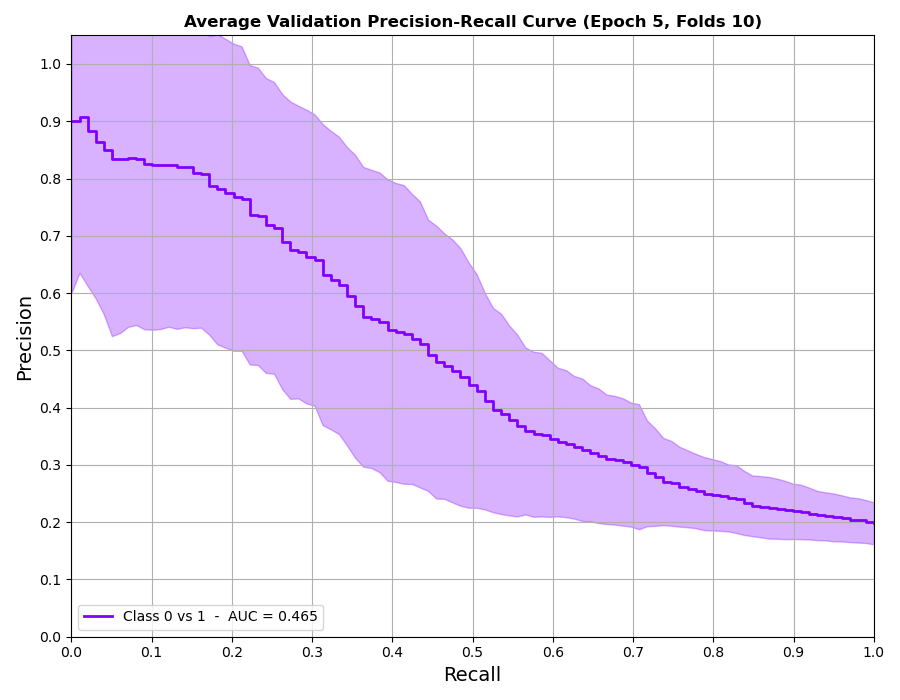 Average Validation Precision-Recall Curve (Epoch 5, Folds 10)
1.0
0.9
0.8
0.7
0.6
0.5
0.4
0.3
0.2
0.1
0.0
Precision
Class 0 vs 1 - AUC = 0.465
0.0 0.1 0.2 0.3 0.4 0.5 0.6 0.7 0.8 0.9 1.0
Recall